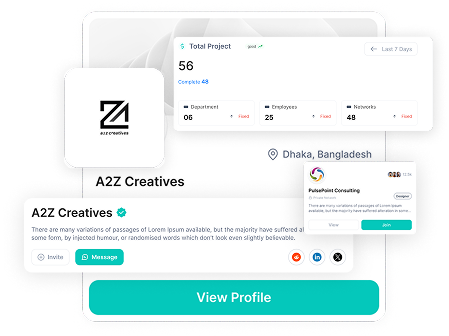 Total Project
good
Last 7 Days
56
Complete 48
Department
Employees
Networks
06
Fixed
25
Fixed
48
Fixed
a2z creatives
Dhaka, Bangladesh
A2Z Creatives
PulsePoint Consulting
Designer
There are many variations of passages of Lorem Ipsum
available, but the majority have suffered alteration in some...
View
Join
A2Z Creatives
There are many variations of passages of Lorem Ipsum available, but the majority have suffered al
some form, by injected humour, or randomised words which don't look even slightly believable.
Invite
Message
in
X
View Profile